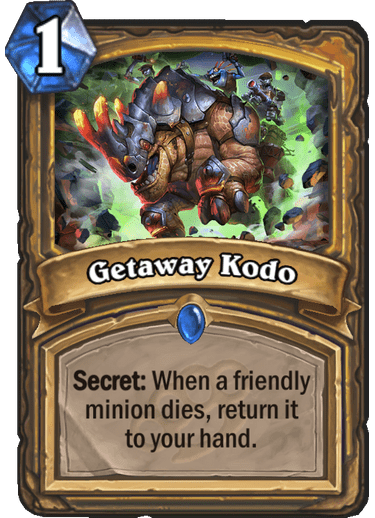 1
Getaway Kodo
Secret: When a friendly
minion dies, return it
to your hand.